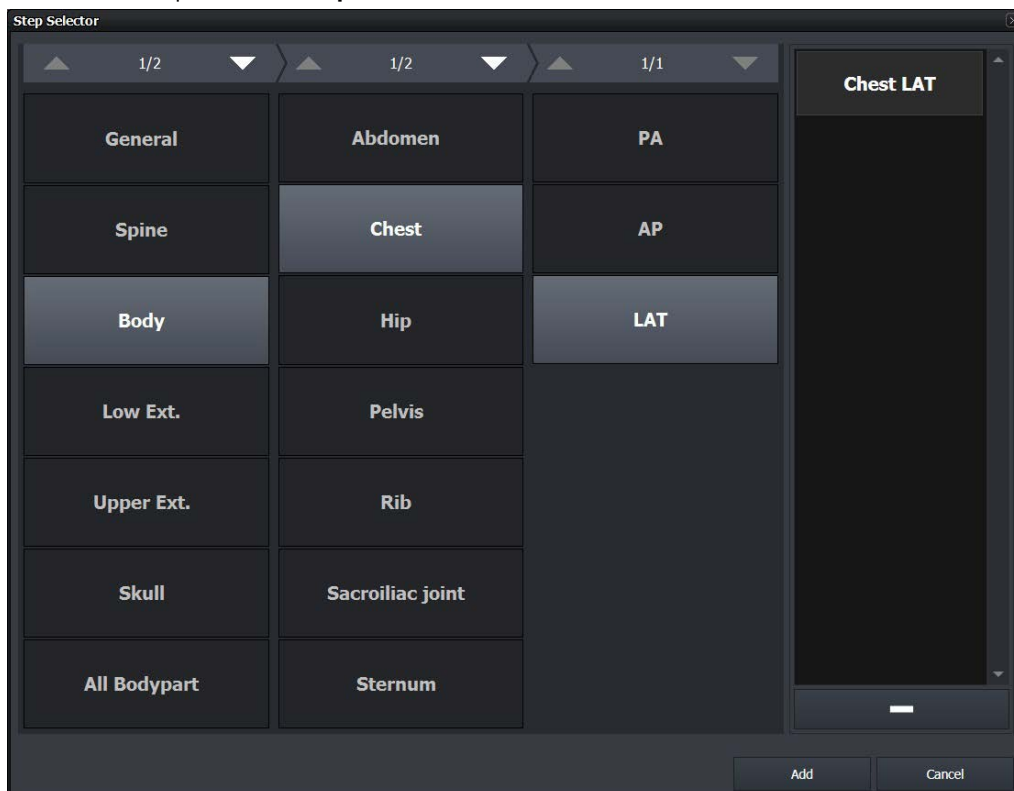 Step Selector
1/2 1/2 1/1
General Abdomen PA
Spine Chest AP
Body Hip LAT
Low Ext. Pelvis
Upper Ext. Rib
Skull Sacroiliac joint
All Bodypart Sternum
Chest LAT
Add Cancel